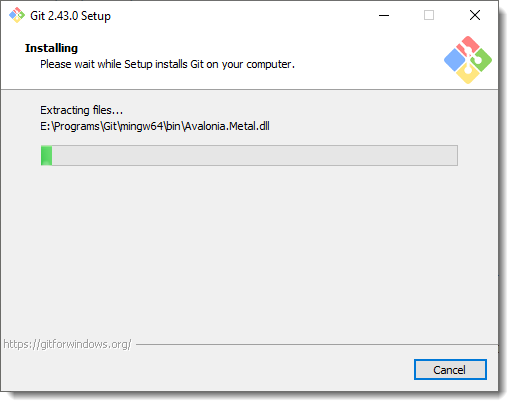 Git 2.43.0 Setup
Installing
Please wait while Setup installs Git on your computer.
Extracting files...
E:\Programs\Git\mingw64\bin\Avalonia.Metal.dll
https://gitforwindows.org/
Cancel